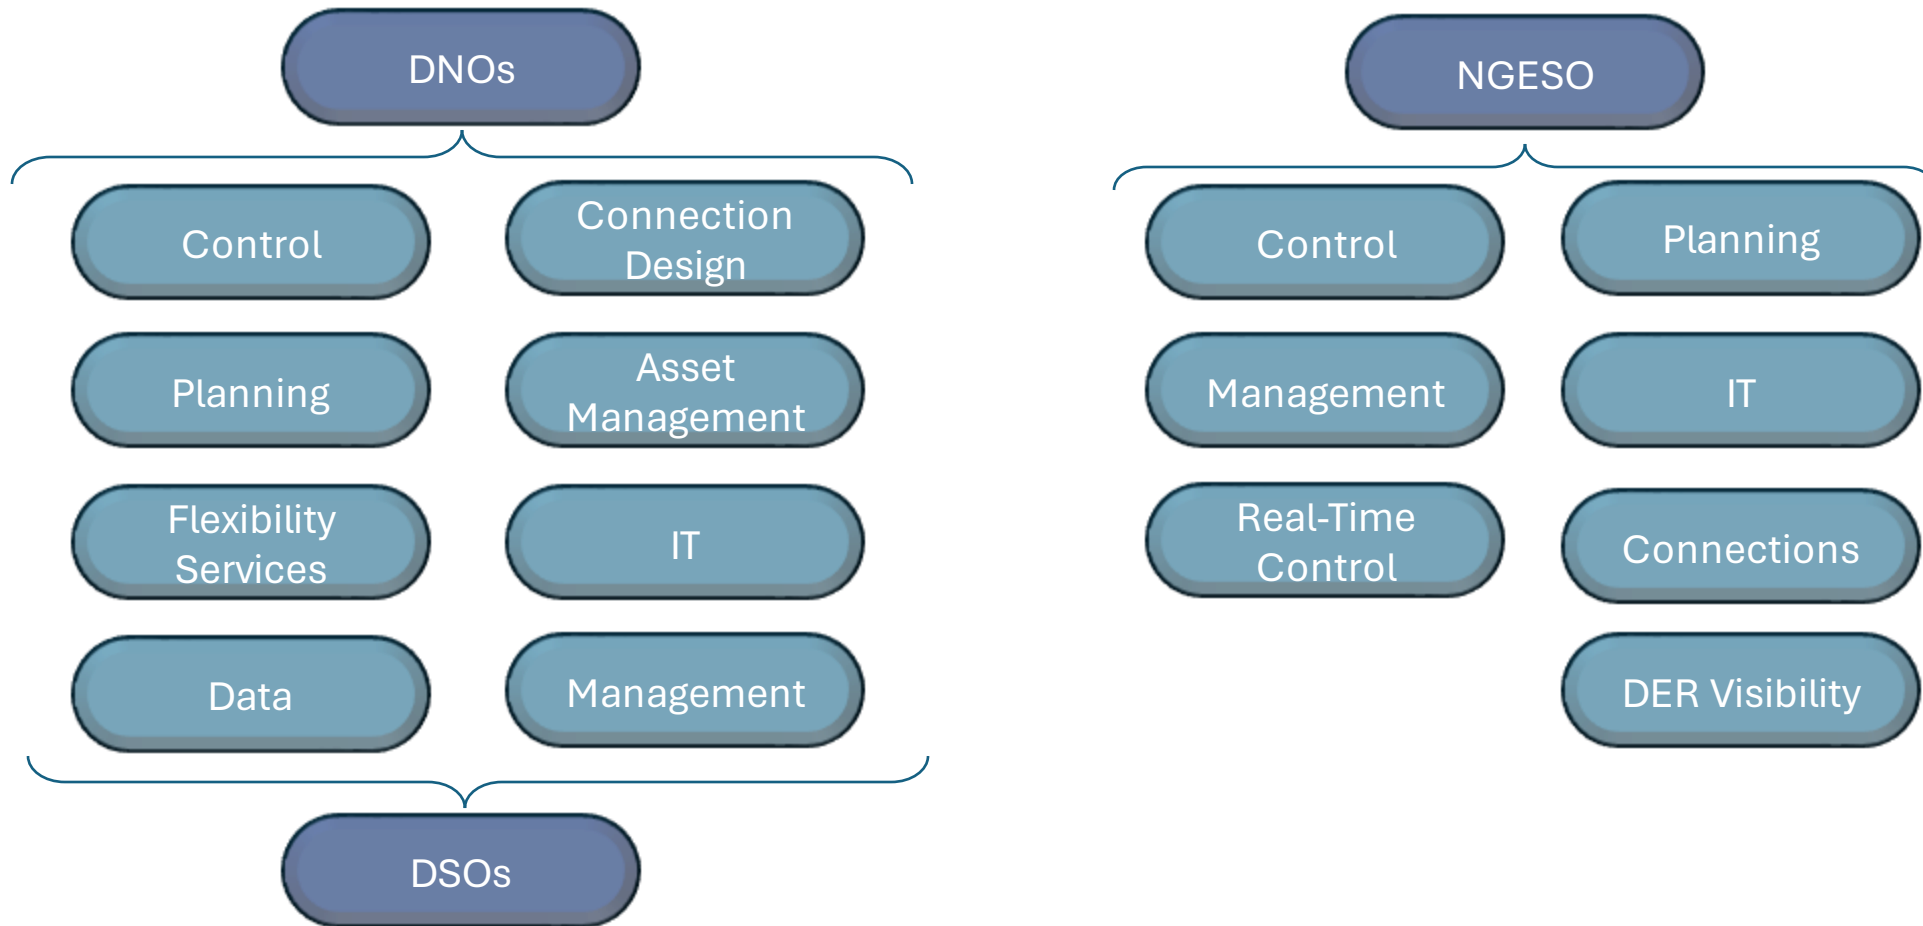 DNOs
Control
Connection
Design
Planning
Asset
Management
Flexibility
Services
IT
Data
Management
DSOs
NGESO
Control
Planning
Management
IT
Real-Time
Control
Connections
DER Visibility